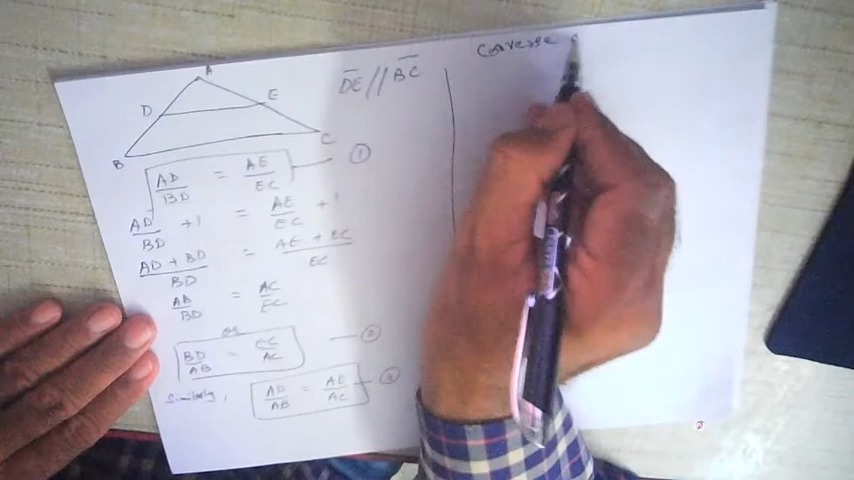 A
D E
B C
DE // BC
AD/BD = AE/EC — 1
AD/BD + 1 = AE/EC + 1
AD + BD/BD = AE + EC/EC
AB/BD = AC/EC
or
BD/AB = EC/AC — 2
Similarly, AD/AB = AE/AC — 3
Converse